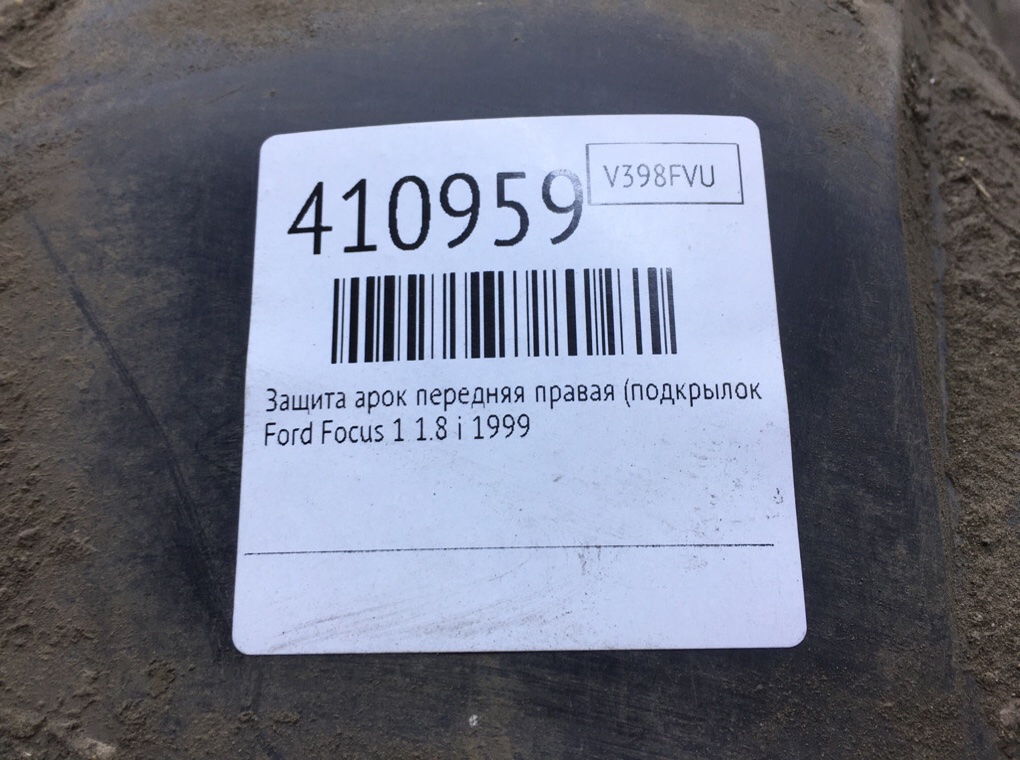 410959
V398FVU
Защита арок передняя правая (подкрылок
Ford Focus 1 1.8 i 1999